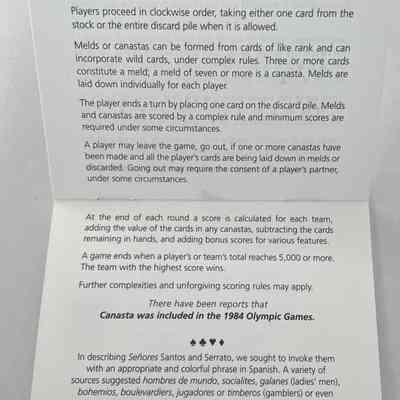 Players proceed in clockwise order, taking either one card from the
stock or the entire discard pile when it is allowed.
Melds or canastas can be formed from cards of like rank and can
incorporate wild cards, under complex rules. Three or more cards
constitute a meld; a meld of seven or more is a canasta. Melds are
laid down individually for each player.
The player ends a turn by placing one card on the discard pile. Melds
and canastas are scored by a complex rule and minimum scores are
required under some circumstances.
A player may leave the game, go out, if one or more canastas have
been made and all the player's cards are being laid down in melds or
discarded. Going out may require the consent of a player's partner,
under some circumstances.
At the end of each round a score is calculated for each team,
adding the value of the cards in any canastas, subtracting the cards
remaining in hands, and adding bonus scores for various features.
A game ends when a player's or team's total reaches 5,000 or more.
The team with the highest score wins.
Further complexities and unforgiving scoring rules may apply.
There have been reports that
Canasta was included in the 1984 Olympic Games.
♠♣♥♦
In describing Señores Santos and Serrato, we sought to invoke them
with an appropriate and colorful phrase in Spanish. A variety of
sources suggested hombres de mundo, socialites, galanes (ladies' men),
bohemios, boulevardiers, jugadores or timberos (gamblers) or even